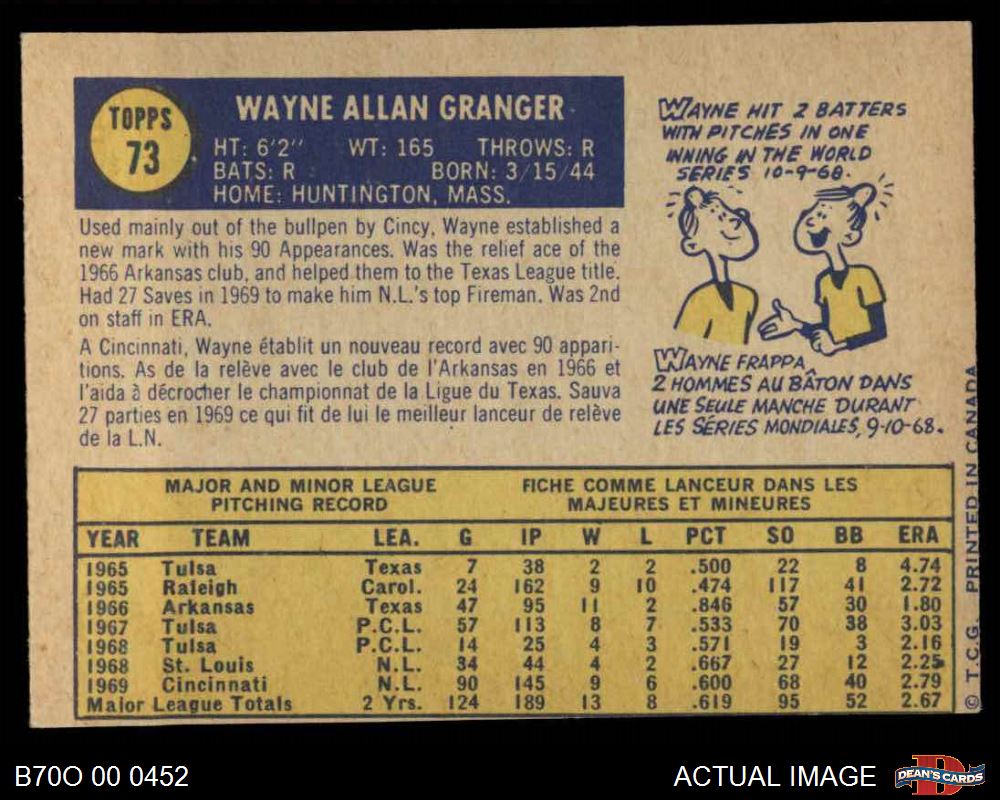 TOPPS
73
WAYNE ALLAN GRANGER
HT: 6'2" WT: 165 THROWS: R
BATS: R BORN: 3/15/44
HOME: HUNTINGTON, MASS.
Used mainly out of the bullpen by Cincy, Wayne established a
new mark with his 90 Appearances. Was the relief ace of the
1966 Arkansas club, and helped them to the Texas League title.
Had 27 Saves in 1969 to make him N.L.'s top Fireman. Was 2nd
on staff in ERA.
A Cincinnati, Wayne établit un nouveau record avec 90 appari-
tions. As de la relève avec le club de l'Arkansas en 1966 et
l'aida à décrocher le championnat de la Ligue du Texas. Sauva
27 parties en 1969 ce qui fit de lui le meilleur lanceur de relève
de la L.N.
WAYNE HIT 2 BATTERS
WITH PITCHES IN ONE
INNING IN THE WORLD
SERIES 10-9-68.
WAYNE FRAPPA
2 HOMMES AU BÂTON DANS
UNE SEULE MANCHE DURANT
LES SÉRIES MONDIALES, 9-10-68.
MAJOR AND MINOR LEAGUE
PITCHING RECORD
FICHE COMME LANCEUR DANS LES
MAJEURES ET MINEURES
YEAR TEAM LEA. G IP W L PCT SO BB ERA
1965 Tulsa Texas 7 38 2 2 .500 22 8 4.74
1965 Raleigh Carol. 24 162 9 10 .474 117 41 2.72
1966 Arkansas Texas 47 95 11 2 .846 57 30 1.80
1967 Tulsa P.C.L. 57 113 8 7 .533 70 38 3.03
1968 Tulsa P.C.L. 14 25 4 3 .571 19 3 2.16
1968 St. Louis N.L. 34 44 4 2 .667 27 12 2.25
1969 Cincinnati N.L. 90 145 9 6 .600 68 40 2.79
Major League Totals 2 Yrs. 124 189 13 8 .619 95 52 2.67
© T.C.G. PRINTED IN CANADA
B70O 00 0452
ACTUAL IMAGE
D
DEAN'S CARDS